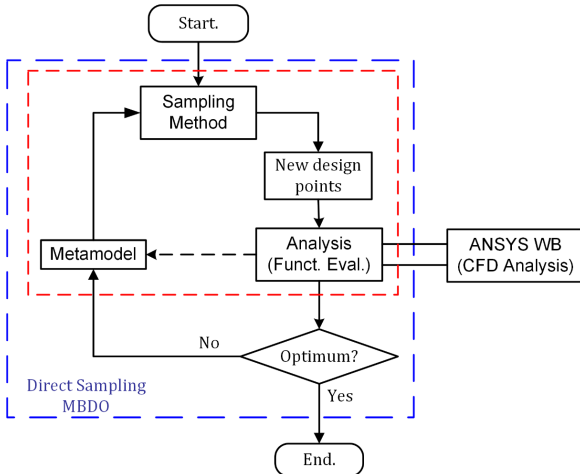 Start.
Sampling
Method
New design
points
Metamodel
Analysis
(Funct. Eval.)
ANSYS WB
(CFD Analysis)
No
Optimum?
Direct Sampling
MBDO
Yes
End.